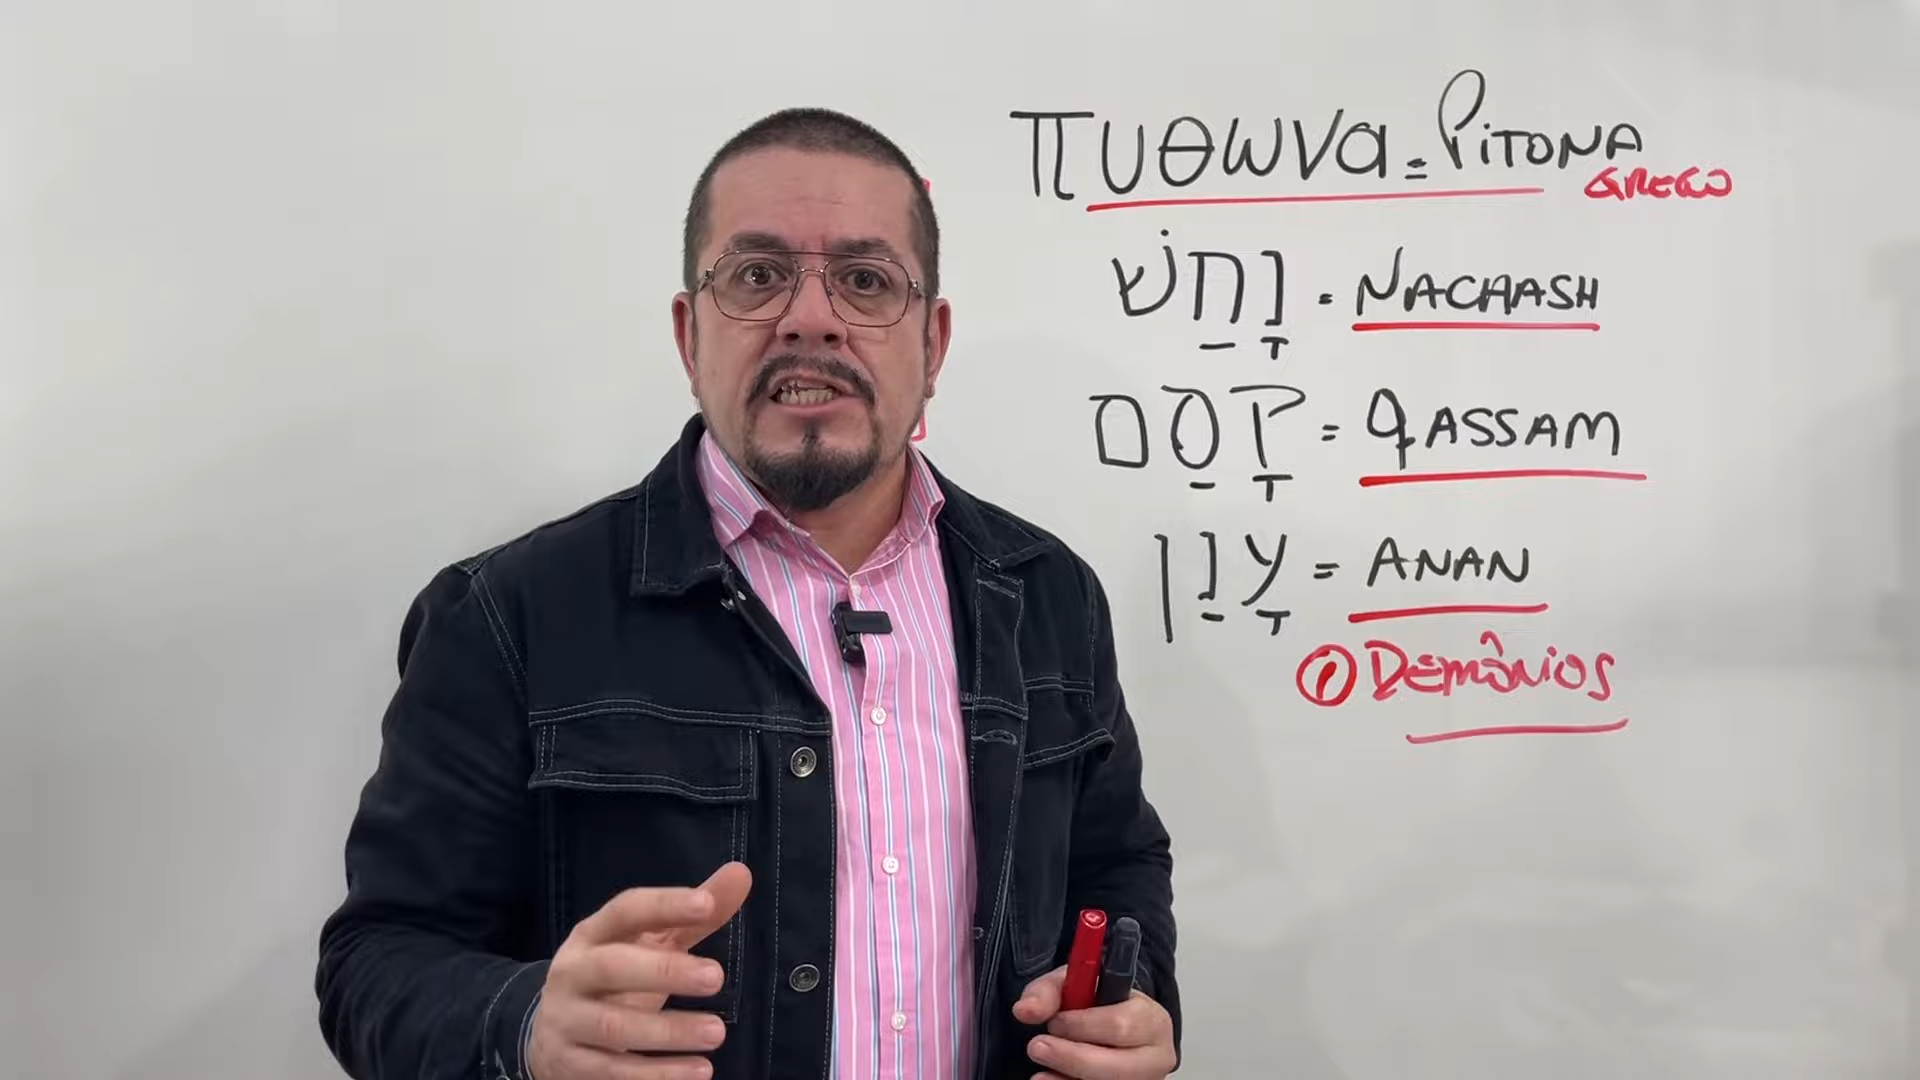 πυθωνα = Pitona
GREGO
נָחַשׁ = NACHASH
קָסַם = QASSAM
עָנַן = ANAN
① Demônios